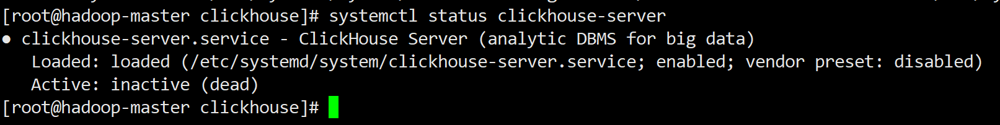 [root@hadoop-master clickhouse]# systemctl status clickhouse-server
● clickhouse-server.service - ClickHouse Server (analytic DBMS for big data)
   Loaded: loaded (/etc/systemd/system/clickhouse-server.service; enabled; vendor preset: disabled)
   Active: inactive (dead)
[root@hadoop-master clickhouse]#